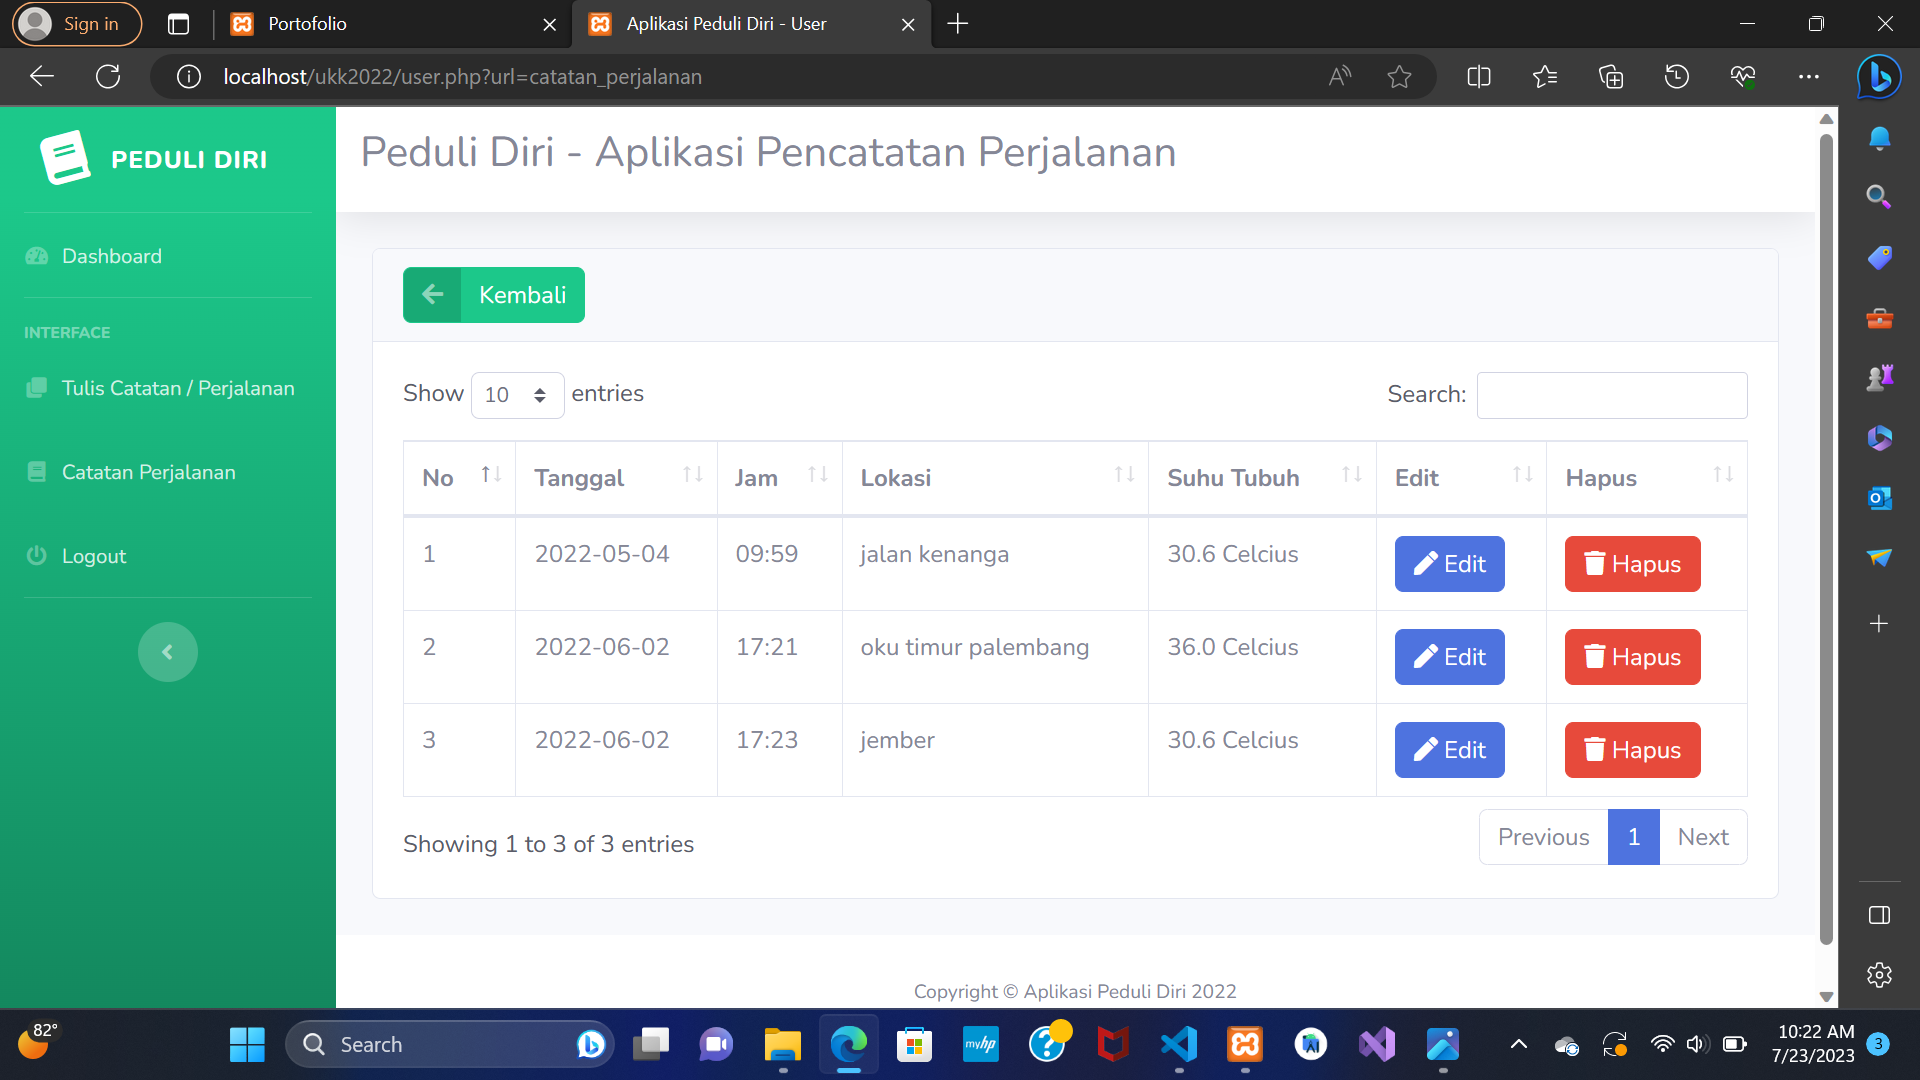 Sign in
Portofolio
Aplikasi Peduli Diri - User
localhost/ukk2022/user.php?url=catatan_perjalanan
PEDULI DIRI
Peduli Diri - Aplikasi Pencatatan Perjalanan
Dashboard
INTERFACE
Tulis Catatan / Perjalanan
Catatan Perjalanan
Logout
Kembali
Show 10 entries
Search:
No Tanggal Jam Lokasi Suhu Tubuh Edit Hapus
1 2022-05-04 09:59 jalan kenanga 30.6 Celcius Edit Hapus
2 2022-06-02 17:21 oku timur palembang 36.0 Celcius Edit Hapus
3 2022-06-02 17:23 jember 30.6 Celcius Edit Hapus
Showing 1 to 3 of 3 entries
Previous 1 Next
Copyright © Aplikasi Peduli Diri 2022
82°
Search
myhp
10:22 AM
7/23/2023
3